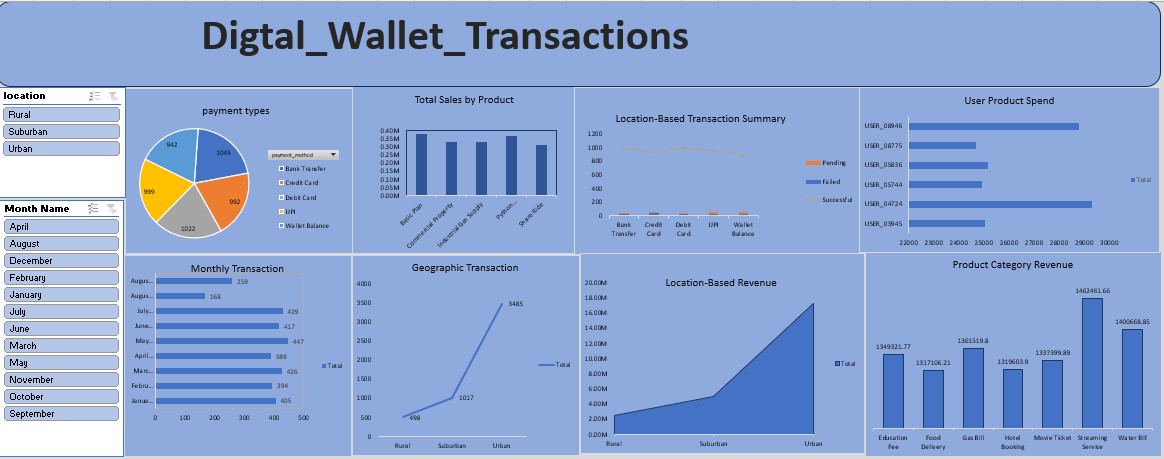 Digtal_Wallet_Transactions
location
Rural
Suburban
Urban
Month Name
April
August
December
February
January
July
June
March
May
November
October
September
payment types
942
1045
999
992
1022
payment_method
Bank Transfer
Credit Card
Debit Card
UPI
Wallet Balance
Total Sales by Product
0.40M
0.35M
0.30M
0.25M
0.20M
0.15M
0.10M
0.05M
0.00M
Basic Plan
Commercial Property
Industrial Gas Supply
Python...
Share Ride
Location-Based Transaction Summary
1200
1000
800
600
400
200
0
Bank Transfer
Credit Card
Debit Card
UPI
Wallet Balance
Pending
Failed
Successful
User Product Spend
USER_08946
USER_08775
USER_05836
USER_05744
USER_04724
USER_03945
22000 23000 24000 25000 26000 27000 28000 29000 30000
Total
Monthly Transaction
Augus... 259
Augus... 168
July... 429
June... 417
May... 447
April... 389
Marc... 426
Febru... 394
Janua... 405
0 100 200 300 400 500
Total
Geographic Transaction
4000
3500
3000
2500
2000
1500
1000
500
0
498
1017
3485
Rural Suburban Urban
Total
Location-Based Revenue
20.00M
18.00M
16.00M
14.00M
12.00M
10.00M
8.00M
6.00M
4.00M
2.00M
0.00M
Rural Suburban Urban
Total
Product Category Revenue
1349321.77
1317106.21
1361519.8
1319603.9
1337399.89
1462461.66
1400668.85
Education Fee
Food Delivery
Gas Bill
Hotel Booking
Movie Ticket
Streaming Service
Water Bill